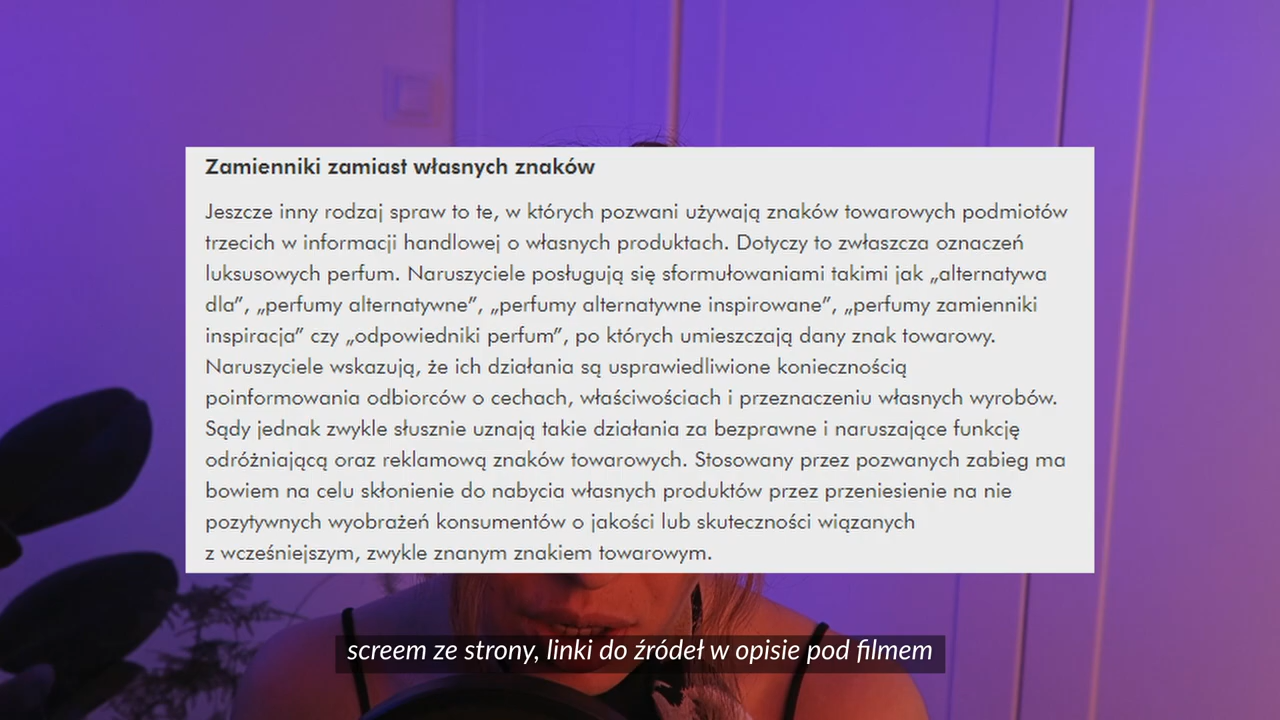 Zamienniki zamiast własnych znaków
Jeszcze inny rodzaj spraw to te, w których pozwani używają znaków towarowych podmiotów
trzecich w informacji handlowej o własnych produktach. Dotyczy to zwłaszcza oznaczeń
luksusowych perfum. Naruszyciele posługują się sformułowaniami takimi jak „alternatywa
dla”, „perfumy alternatywne”, „perfumy alternatywne inspirowane”, „perfumy zamienniki
inspiracja” czy „odpowiedniki perfum”, po których umieszczają dany znak towarowy.
Naruszyciele wskazują, że ich działania są usprawiedliwione koniecznością
poinformowania odbiorców o cechach, właściwościach i przeznaczeniu własnych wyrobów.
Sądy jednak zwykle słusznie uznają takie działania za bezprawne i naruszające funkcję
odróżniającą oraz reklamową znaków towarowych. Stosowany przez pozwanych zabieg ma
bowiem na celu skłonienie do nabycia własnych produktów przez przeniesienie na nie
pozytywnych wyobrażeń konsumentów o jakości lub skuteczności wiązanych
z wcześniejszym, zwykle znanym znakiem towarowym.
screem ze strony, linki do źródeł w opisie pod filmem